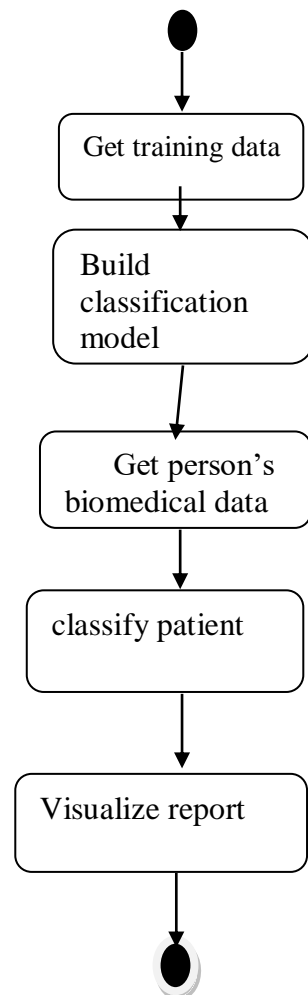 Get training data
Build
classification
model
Get person’s
biomedical data
classify patient
Visualize report